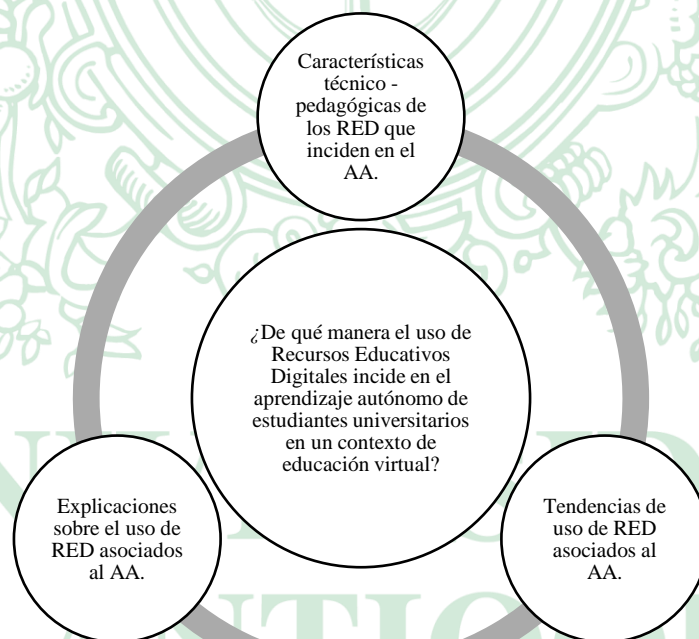 Características
técnico -
pedagógicas de
los RED que
inciden en el
AA.
¿De qué manera el uso de
Recursos Educativos
Digitales incide en el
aprendizaje autónomo de
estudiantes universitarios
en un contexto de
educación virtual?
Explicaciones
sobre el uso de
RED asociados
al AA.
Tendencias de
uso de RED
asociados al
AA.